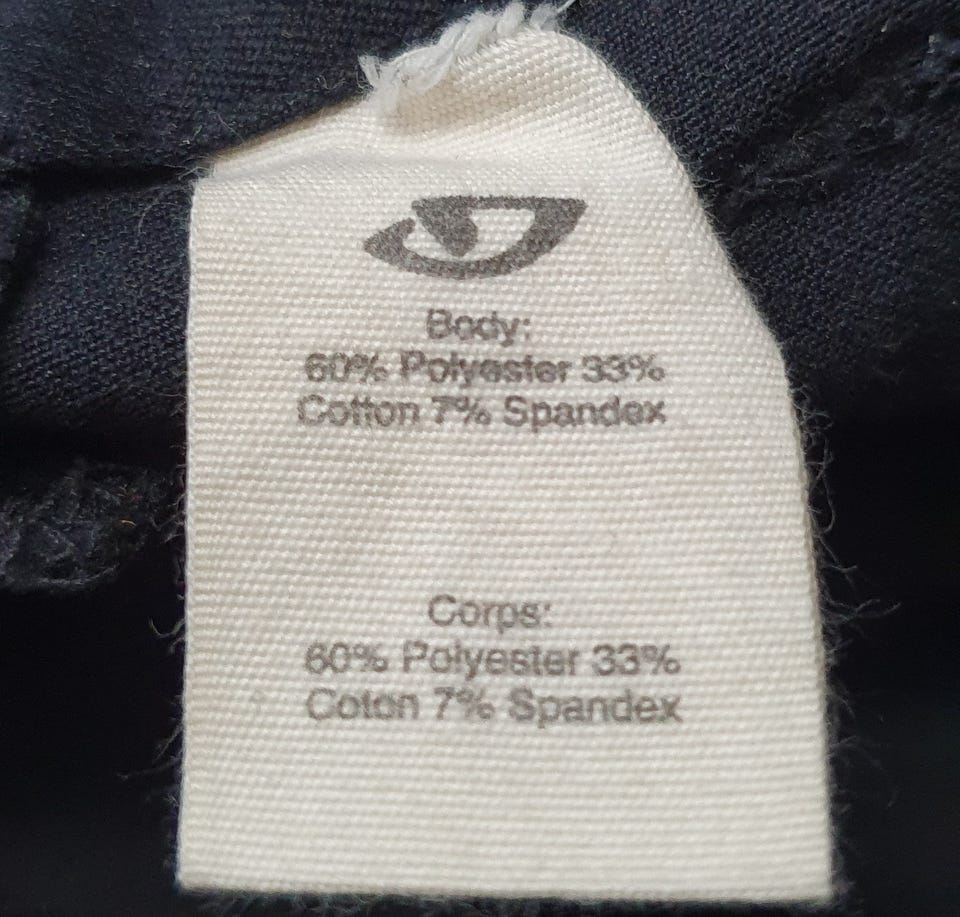 Body:
60% Polyester 33%
Cotton 7% Spandex
Corps:
60% Polyester 33%
Coton 7% Spandex